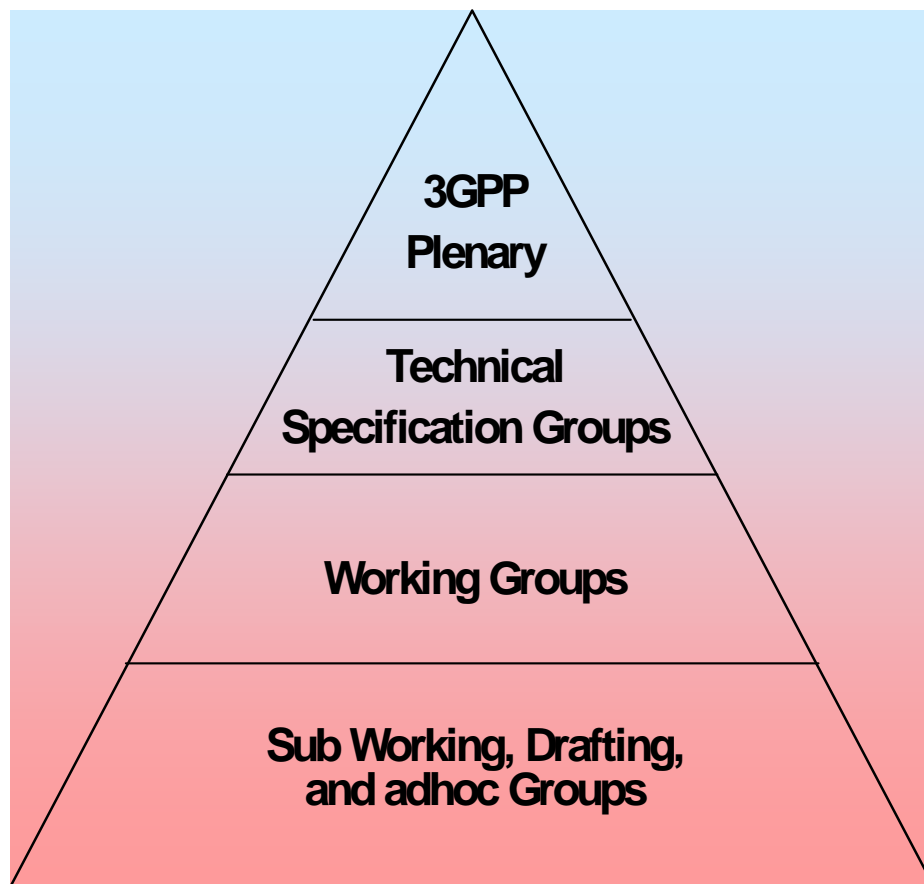 3GPP
Plenary
Technical
Specification Groups
Working Groups
Sub Working, Drafting,
and adhoc Groups